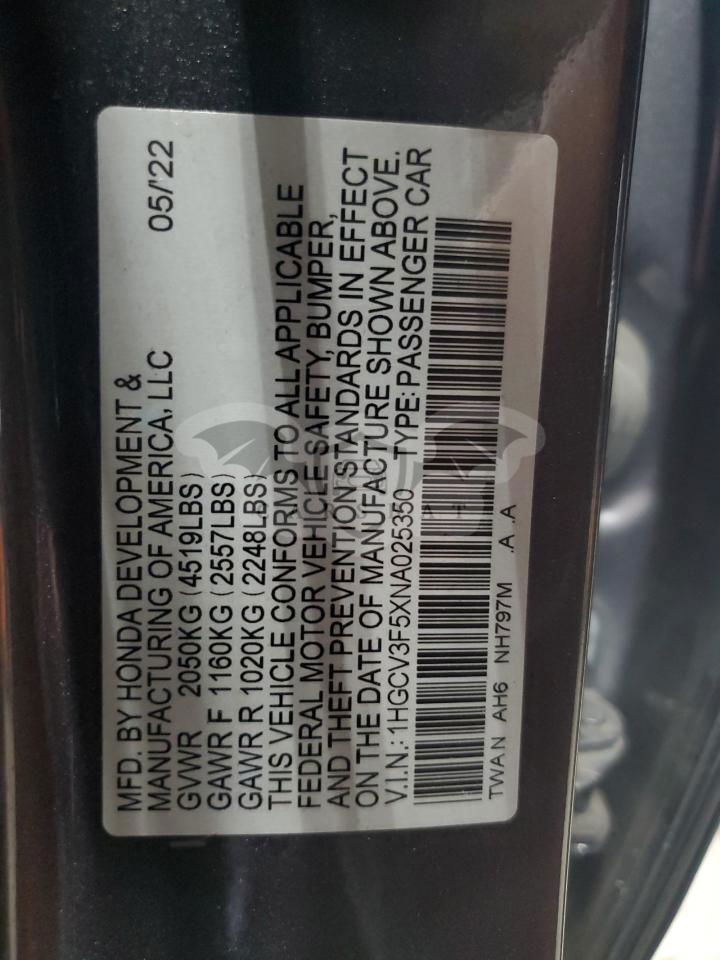 MFD. BY HONDA DEVELOPMENT &
MANUFACTURING OF AMERICA, LLC 05/'22
GVWR 2050KG (4519LBS)
GAWR F 1160KG (2557LBS)
GAWR R 1020KG (2248LBS)
THIS VEHICLE CONFORMS TO ALL APPLICABLE
FEDERAL MOTOR VEHICLE SAFETY, BUMPER,
AND THEFT PREVENTION STANDARDS IN EFFECT
ON THE DATE OF MANUFACTURE SHOWN ABOVE.
V.I.N.: 1HGCV3F5XNA025350 TYPE: PASSENGER CAR
TWA N AH6 NH797M .A .A